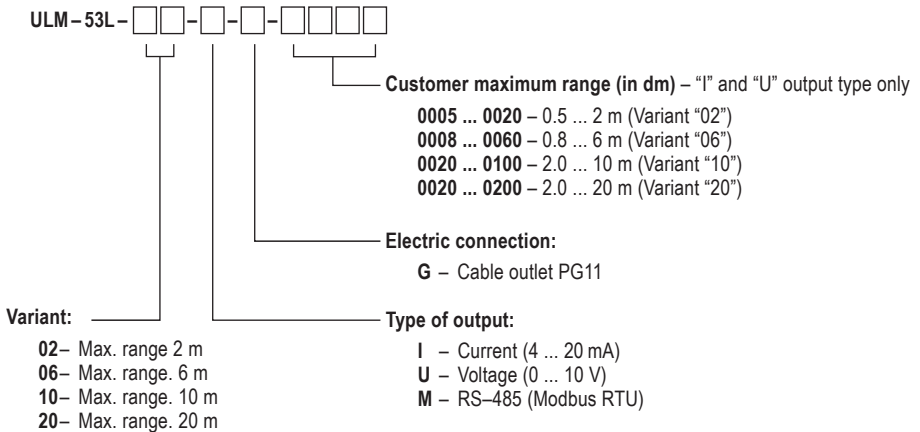 ULM – 53L – □□ – □ – □ – □□□□
Customer maximum range (in dm) – “I” and “U” output type only
0005 ... 0020 – 0.5 ... 2 m (Variant “02”)
0008 ... 0060 – 0.8 ... 6 m (Variant “06”)
0020 ... 0100 – 2.0 ... 10 m (Variant “10”)
0020 ... 0200 – 2.0 ... 20 m (Variant “20”)
Electric connection:
G – Cable outlet PG11
Variant:
02– Max. range 2 m
06– Max. range. 6 m
10– Max. range. 10 m
20– Max. range. 20 m
Type of output:
I – Current (4 ... 20 mA)
U – Voltage (0 ... 10 V)
M – RS–485 (Modbus RTU)